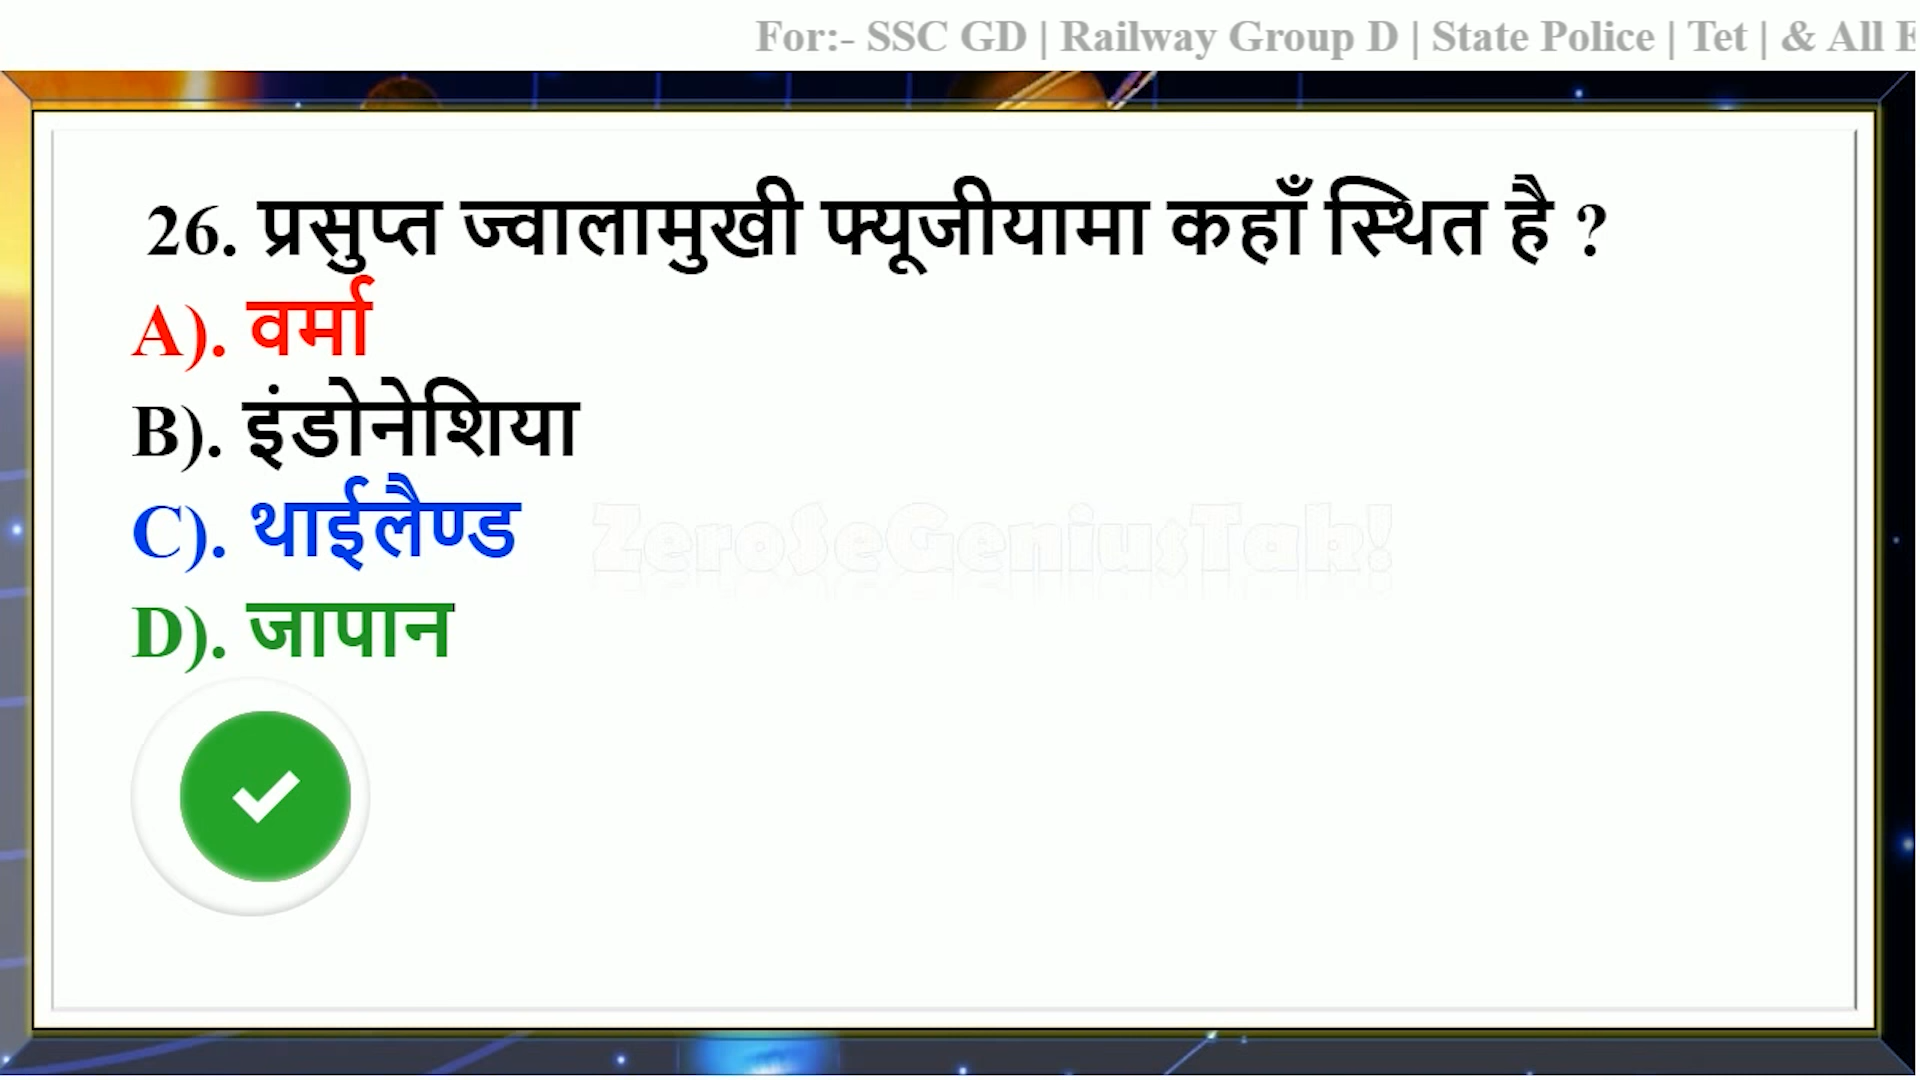 For:- SSC GD | Railway Group D | State Police | Tet | & All
26. प्रसुप्त ज्वालामुखी फ्यूजीयामा कहाँ स्थित है ?
A). वर्मा
B). इंडोनेशिया
C). थाईलैण्ड
ZeroSeGeniusTak!
D). जापान